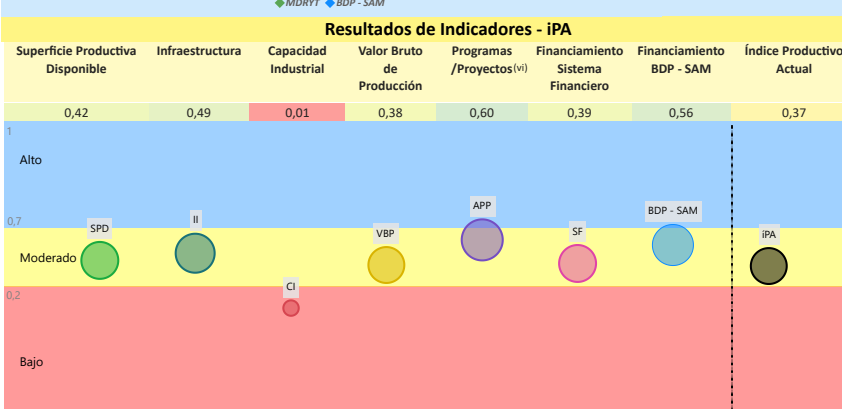 MDRYT BDP - SAM
Resultados de Indicadores - iPA
Superficie Productiva Disponible
Infraestructura
Capacidad Industrial
Valor Bruto de Producción
Programas /Proyectos(vi)
Financiamiento Sistema Financiero
Financiamiento BDP - SAM
Índice Productivo Actual
0,42 0,49 0,01 0,38 0,60 0,39 0,56 0,37
1
Alto
APP
BDP - SAM
0,7
SPD
II
VBP
SF
iPA
Moderado
CI
0,2
Bajo